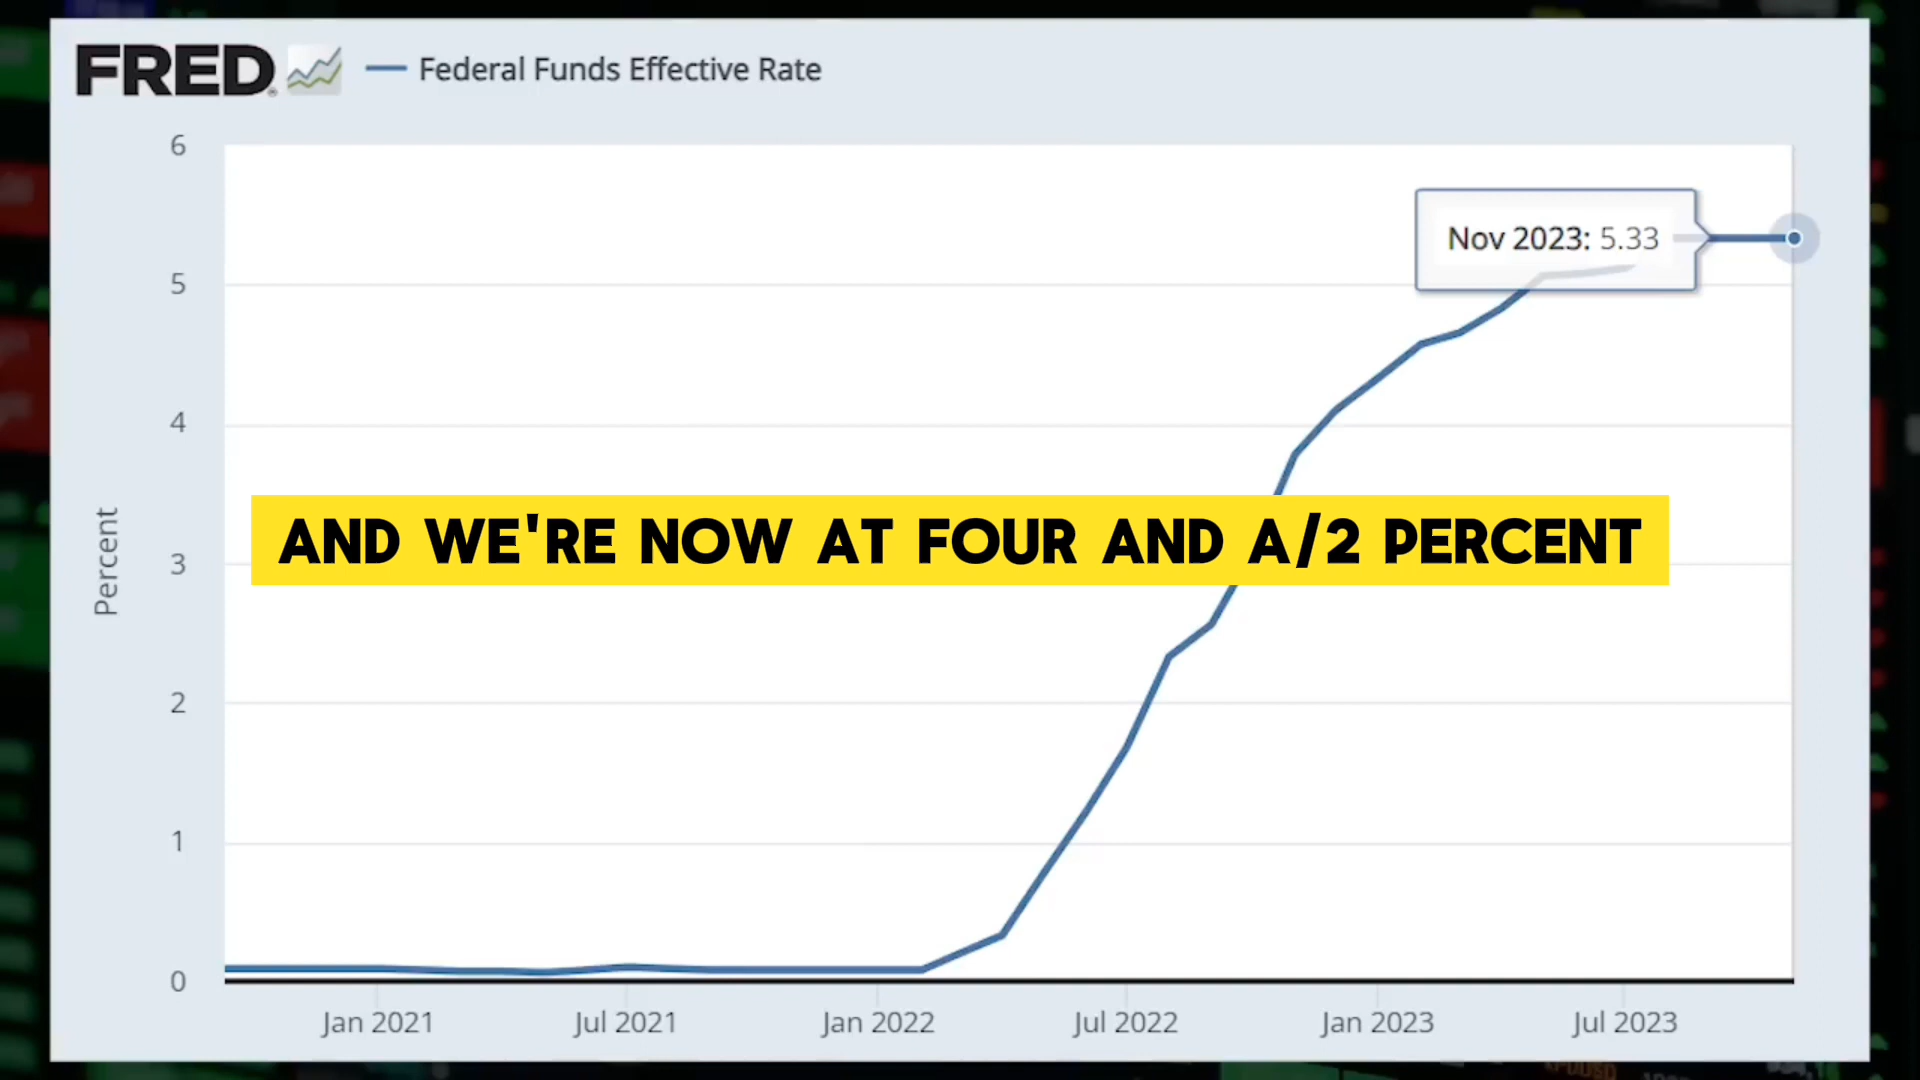 FRED
Federal Funds Effective Rate
6
Nov 2023: 5.33
5
4
AND WE'RE NOW AT FOUR AND A/2 PERCENT
3
Percent
2
1
0
Jan 2021
Jul 2021
Jan 2022
Jul 2022
Jan 2023
Jul 2023